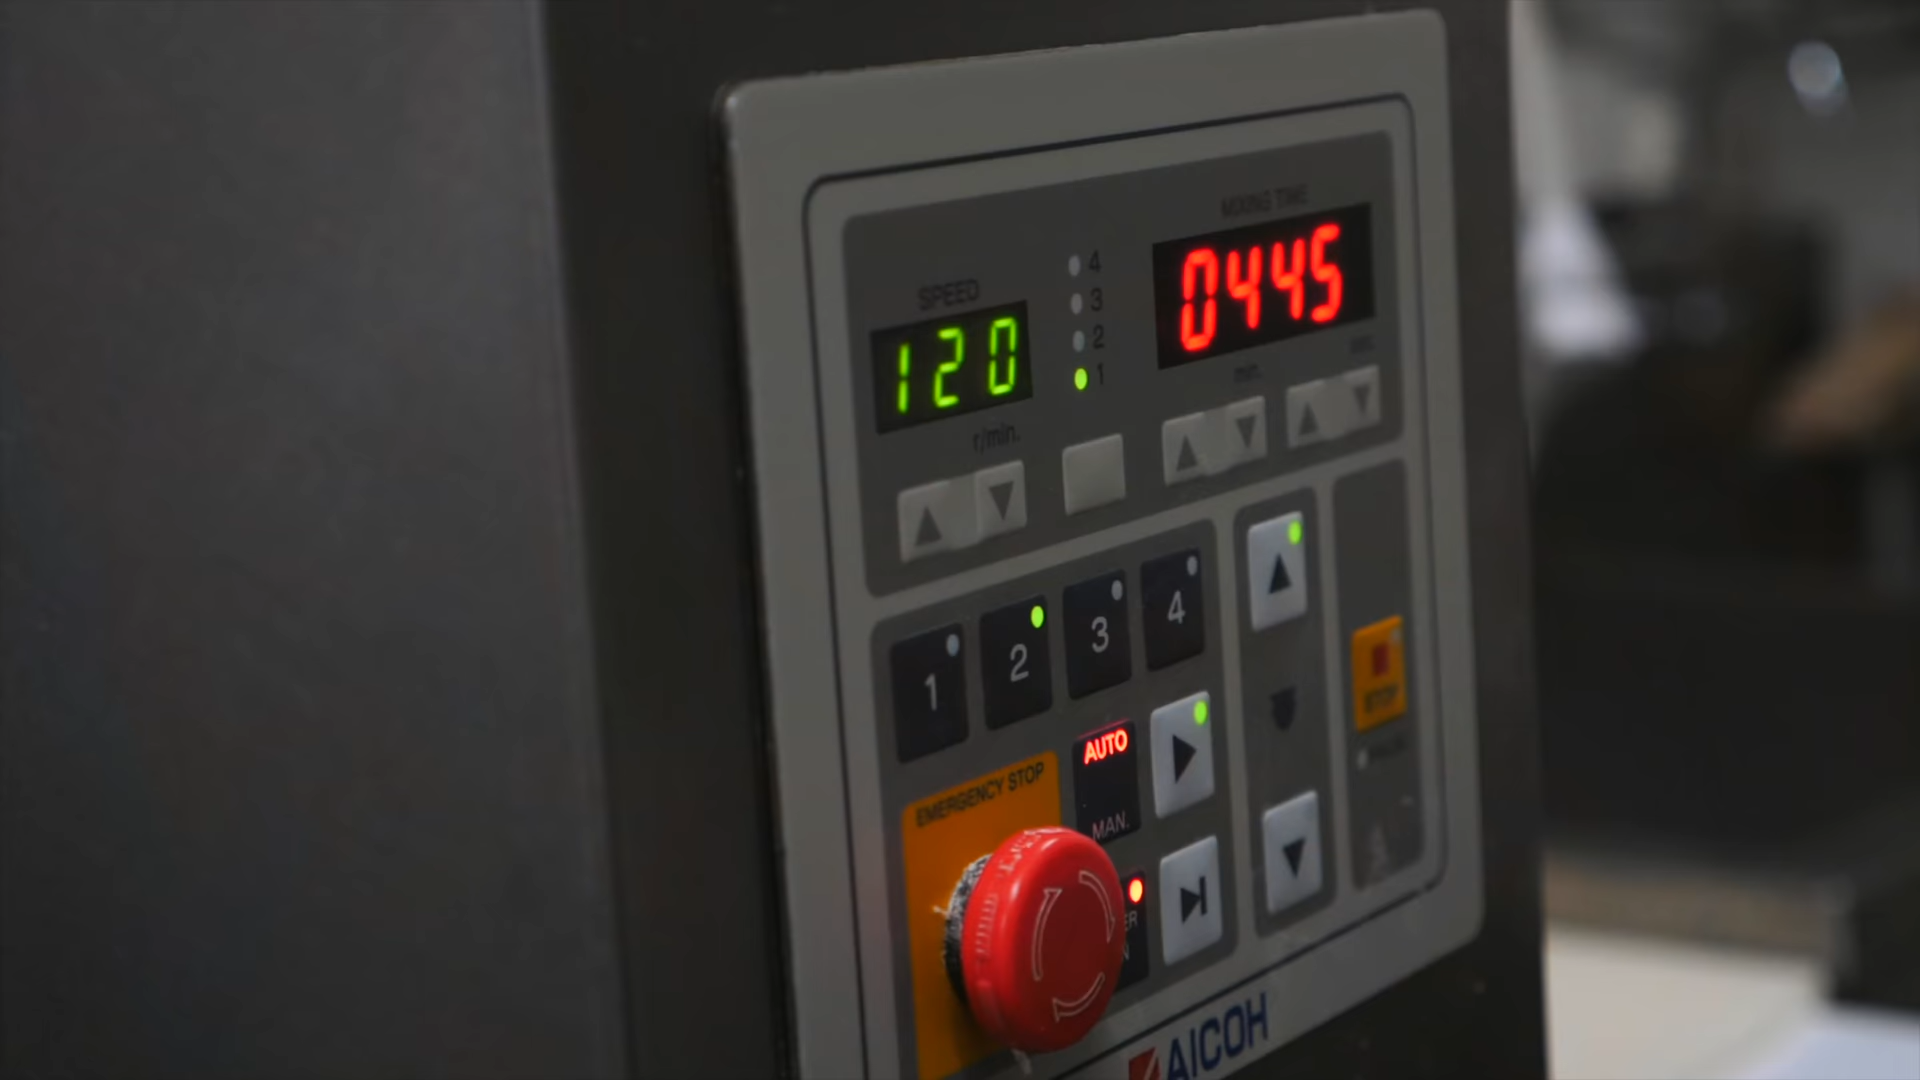 MIXING TIME
0445
SPEED
120
r/min.
4
3
2
1
min.
1
2
3
4
AUTO
MAN.
EMERGENCY STOP
STOP
AICOH